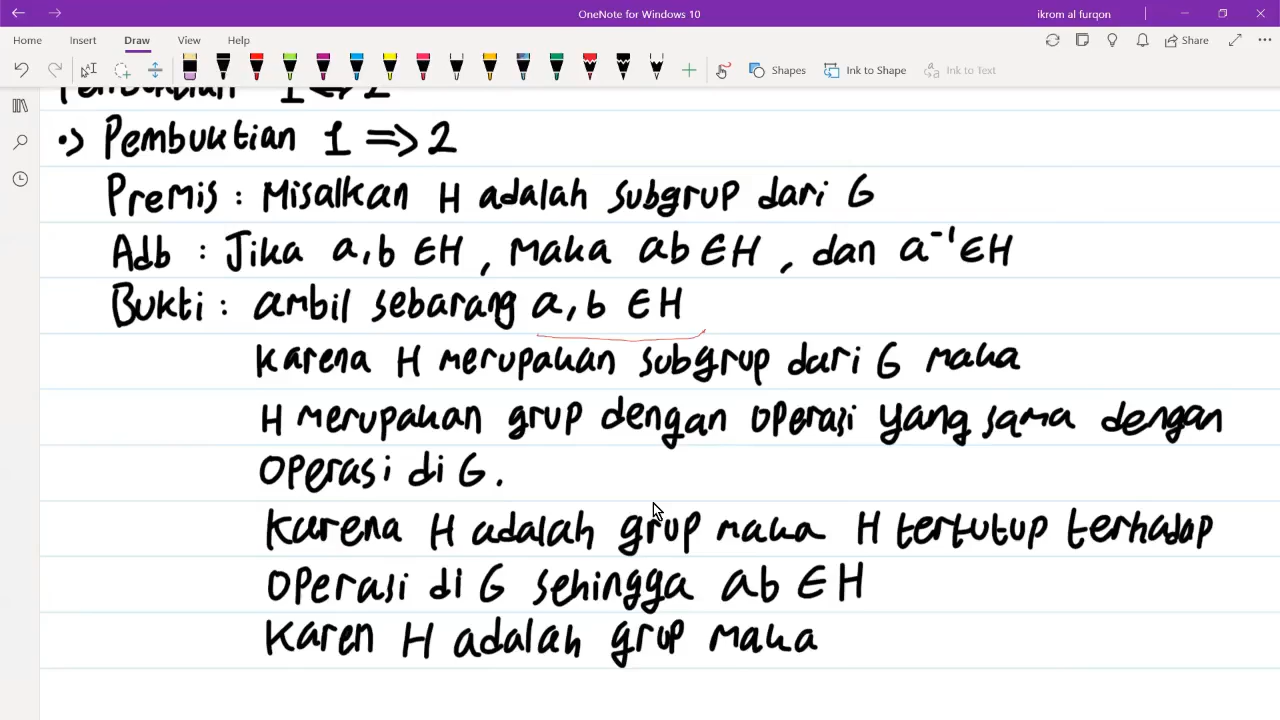 OneNote for Windows 10
ikrom al furqon
Home Insert Draw View Help
Share
Shapes
Ink to Shape
Ink to Text
Pembuktian 1 <=> 2
•> Pembuktian 1 => 2
Premis : Misalkan H adalah subgrup dari G
Adb : Jika a, b ∈ H, maka ab ∈ H, dan a⁻¹ ∈ H
Bukti : ambil sebarang a, b ∈ H
karena H merupakan subgrup dari G maka
H merupakan grup dengan operasi yang sama dengan
operasi di G.
Karena H adalah grup maka H tertutup terhadap
operasi di G sehingga ab ∈ H
Karen H adalah grup maka